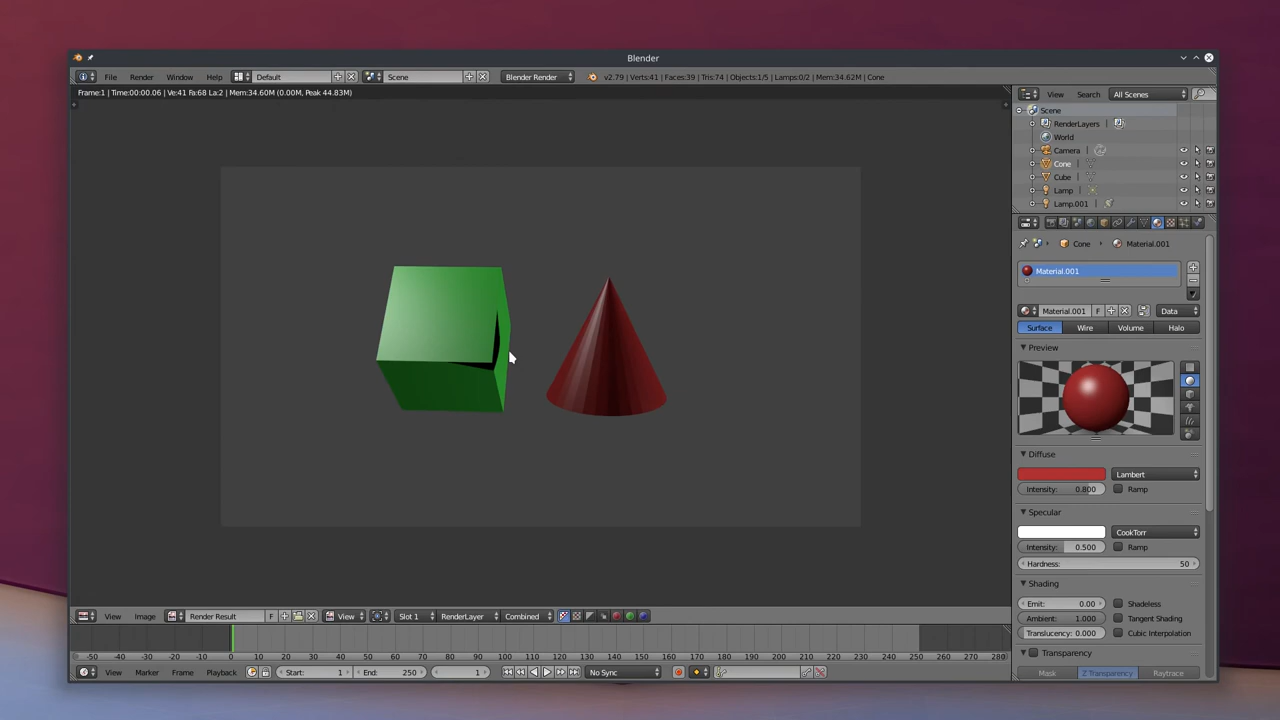 Blender
File Render Window Help Default Scene Blender Render v2.79 | Verts:41 | Faces:39 | Tris:74 | Objects:1/5 | Lamps:0/2 | Mem:34.62M | Cone
Frame:1 | Time:00:00.06 | Ve:41 Fa:68 La:2 | Mem:34.60M (0.00M, Peak 44.83M)
View Search All Scenes
Scene
RenderLayers
World
Camera
Cone
Cube
Lamp
Lamp.001
Cone Material.001
Material.001
Material.001 F Data
Surface Wire Volume Halo
Preview
Diffuse
Lambert
Intensity: 0.800 Ramp
Specular
CookTorr
Intensity: 0.500 Ramp
Hardness: 50
Shading
Emit: 0.00 Shadeless
Ambient: 1.000 Tangent Shading
Translucency: 0.000 Cubic Interpolation
Transparency
Mask Z Transparency Raytrace
View Image Render Result F View Slot 1 RenderLayer Combined
-50 -40 -30 -20 -10 0 10 20 30 40 50 60 70 80 90 100 110 120 130 140 150 160 170 180 190 200 210 220 230 240 250 260 270 280
View Marker Frame Playback Start: 1 End: 250 1 No Sync